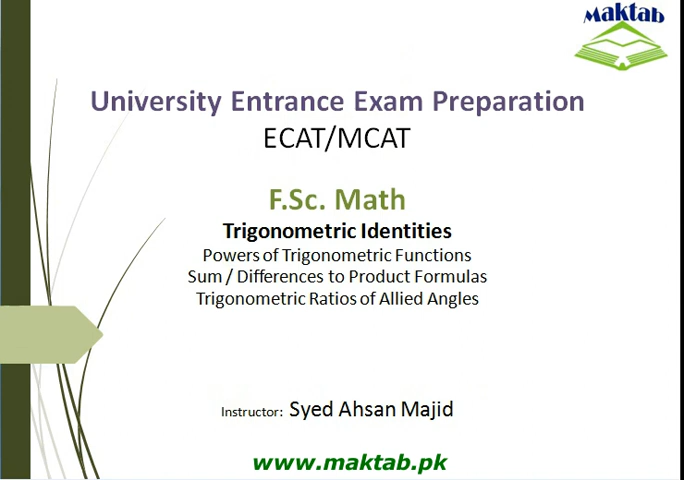 Maktab
University Entrance Exam Preparation
ECAT/MCAT
F.Sc. Math
Trigonometric Identities
Powers of Trigonometric Functions
Sum / Differences to Product Formulas
Trigonometric Ratios of Allied Angles
Instructor: Syed Ahsan Majid
www.maktab.pk